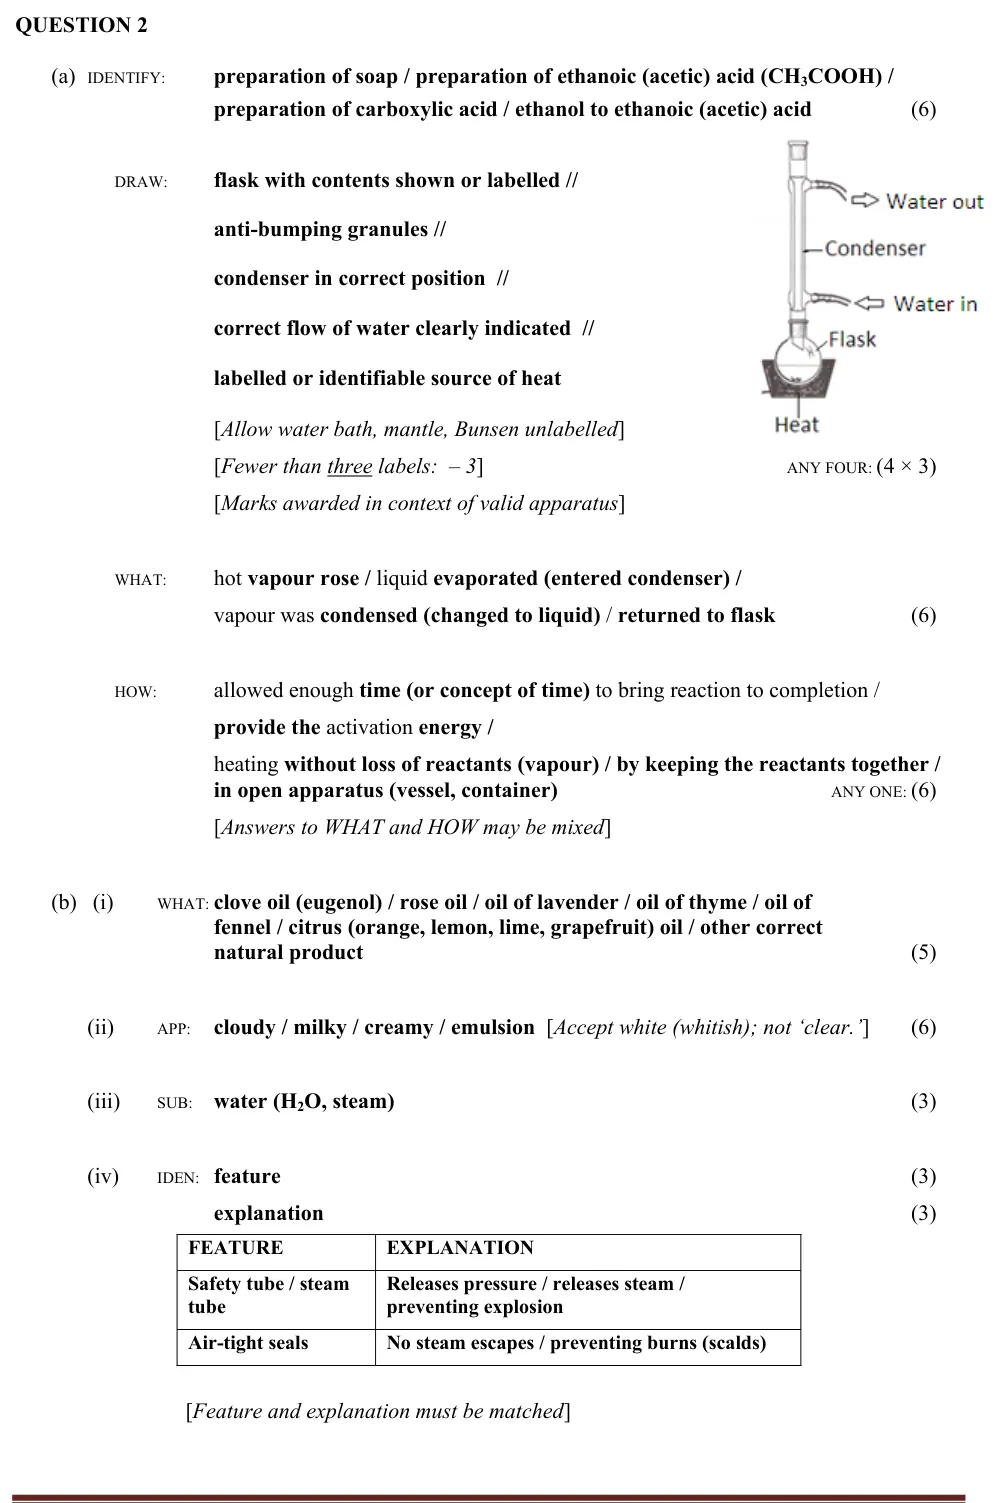 QUESTION 2
(a) IDENTIFY: preparation of soap / preparation of ethanoic (acetic) acid (CH₃COOH) /
preparation of carboxylic acid / ethanol to ethanoic (acetic) acid (6)
DRAW: flask with contents shown or labelled //
anti-bumping granules //
condenser in correct position //
correct flow of water clearly indicated //
labelled or identifiable source of heat
Water out
Condenser
Water in
Flask
Heat
[Allow water bath, mantle, Bunsen unlabelled]
[Fewer than three labels: – 3] ANY FOUR: (4 × 3)
[Marks awarded in context of valid apparatus]
WHAT: hot vapour rose / liquid evaporated (entered condenser) /
vapour was condensed (changed to liquid) / returned to flask (6)
HOW: allowed enough time (or concept of time) to bring reaction to completion /
provide the activation energy /
heating without loss of reactants (vapour) / by keeping the reactants together /
in open apparatus (vessel, container) ANY ONE: (6)
[Answers to WHAT and HOW may be mixed]
(b) (i) WHAT: clove oil (eugenol) / rose oil / oil of lavender / oil of thyme / oil of
fennel / citrus (orange, lemon, lime, grapefruit) oil / other correct
natural product (5)
(ii) APP: cloudy / milky / creamy / emulsion [Accept white (whitish); not ‘clear.’] (6)
(iii) SUB: water (H₂O, steam) (3)
(iv) IDEN: feature (3)
explanation (3)
FEATURE EXPLANATION
Safety tube / steam Releases pressure / releases steam /
tube preventing explosion
Air-tight seals No steam escapes / preventing burns (scalds)
[Feature and explanation must be matched]